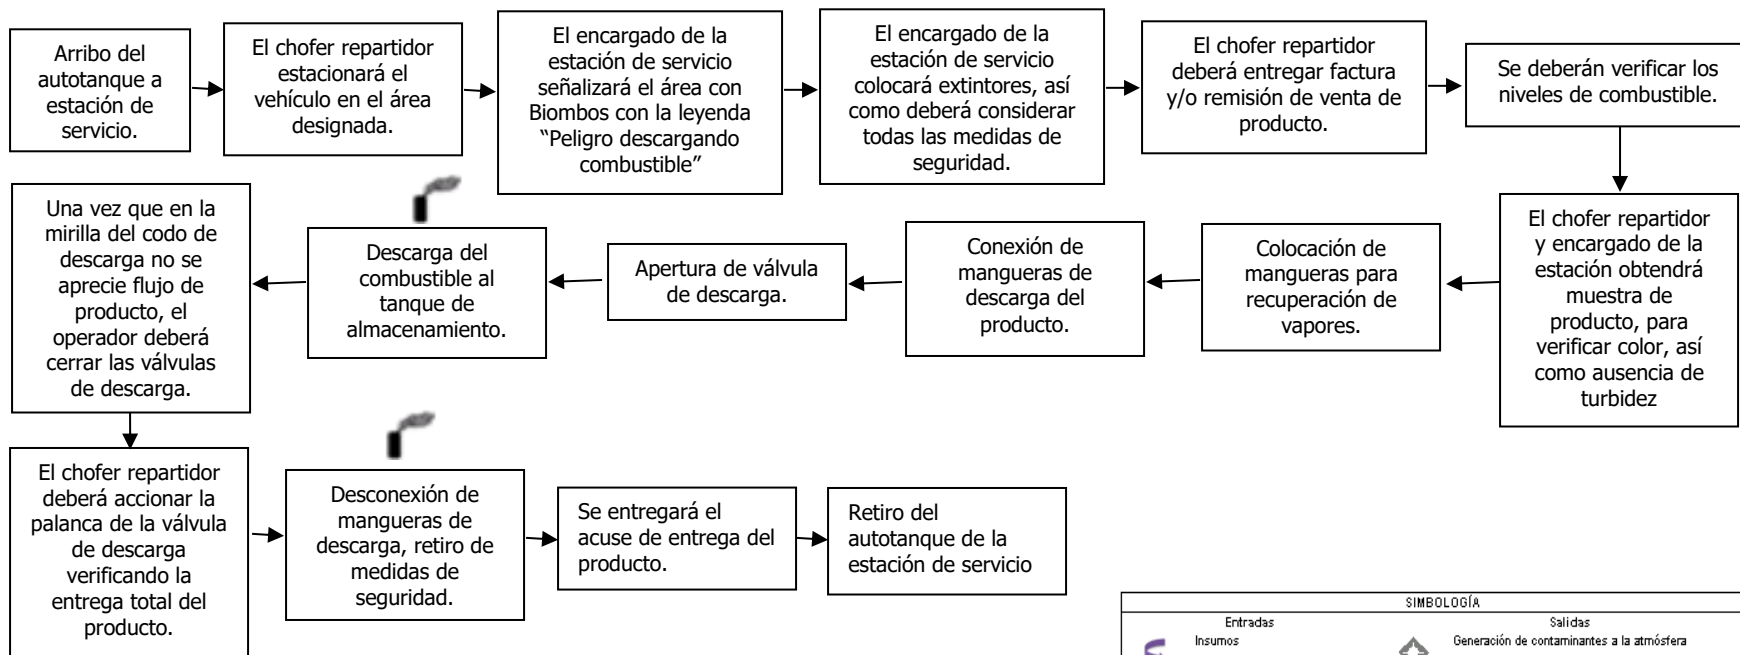 Arribo del
autotanque a
estación de
servicio.
El chofer repartidor
estacionará el
vehículo en el área
designada.
El encargado de la
estación de servicio
señalizará el área con
Biombos con la leyenda
“Peligro descargando
combustible”
El encargado de la
estación de servicio
colocará extintores, así
como deberá considerar
todas las medidas de
seguridad.
El chofer repartidor
deberá entregar factura
y/o remisión de venta de
producto.
Se deberán verificar los
niveles de combustible.
El chofer repartidor
y encargado de la
estación obtendrá
muestra de
producto, para
verificar color, así
como ausencia de
turbidez
Colocación de
mangueras para
recuperación de
vapores.
Conexión de
mangueras de
descarga del
producto.
Apertura de válvula
de descarga.
Descarga del
combustible al
tanque de
almacenamiento.
Una vez que en la
mirilla del codo de
descarga no se
aprecie flujo de
producto, el
operador deberá
cerrar las válvulas
de descarga.
El chofer repartidor
deberá accionar la
palanca de la válvula
de descarga
verificando la
entrega total del
producto.
Desconexión de
mangueras de
descarga, retiro de
medidas de
seguridad.
Se entregará el
acuse de entrega del
producto.
Retiro del
autotanque de la
estación de servicio
SIMBOLOGÍA
Entradas
Salidas
Insumos
Generación de contaminantes a la atmósfera